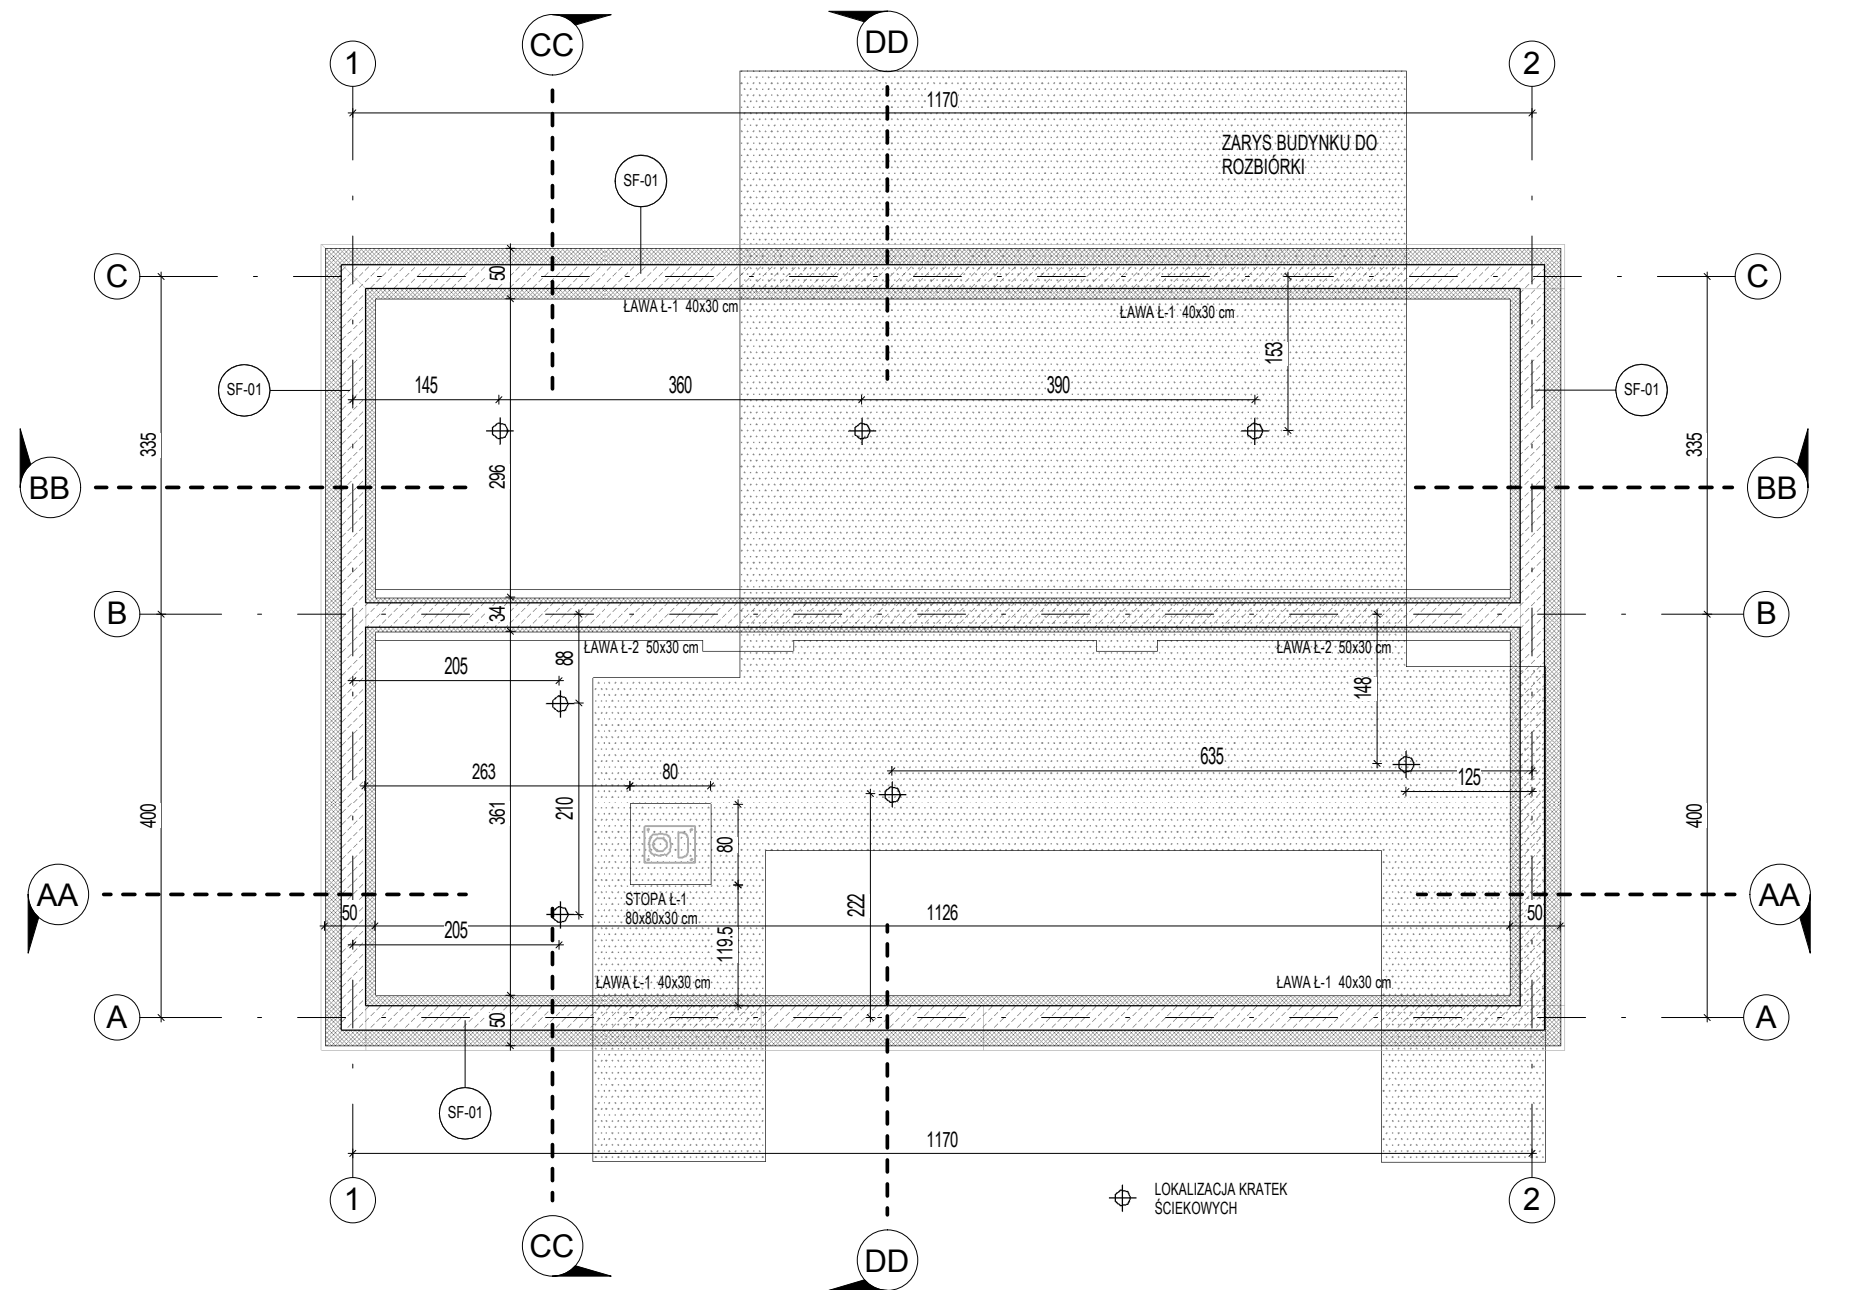 CC
DD
1
2
1170
ZARYS BUDYNKU DO
ROZBIÓRKI
SF-01
C
C
50
ŁAWA Ł-1 40x30 cm
ŁAWA Ł-1 40x30 cm
153
SF-01
145
360
390
SF-01
335
335
296
BB
BB
B
34
B
ŁAWA Ł-2 50x30 cm
ŁAWA Ł-2 50x30 cm
88
205
148
635
263
80
125
400
361
210
80
400
AA
AA
STOPA Ł-1
80x80x30 cm
222
50
1126
50
205
119.5
ŁAWA Ł-1 40x30 cm
ŁAWA Ł-1 40x30 cm
A
50
A
SF-01
1170
1
2
LOKALIZACJA KRATEK
ŚCIEKOWYCH
CC
DD